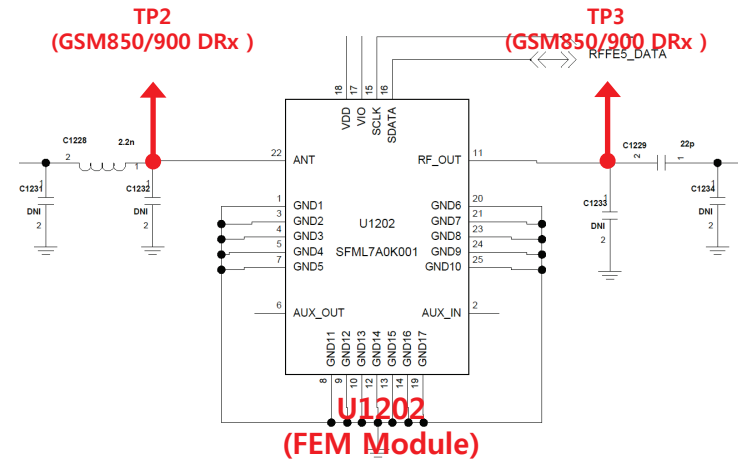 TP2
(GSM850/900 DRx )
TP3
(GSM850/900 DRx )
RFFE5_DATA
18
17
15
16
VDD
VIO
SCLK
SDATA
C1228
2.2n
2
1
22
ANT
RF_OUT
11
C1229
22p
2
1
C1231
1
DNI
2
C1232
1
DNI
2
C1233
1
DNI
2
C1234
1
DNI
2
1
GND1
3
GND2
4
GND3
5
GND4
7
GND5
U1202
SFML7A0K001
GND6
20
GND7
21
GND8
23
GND9
24
GND10
25
6
AUX_OUT
AUX_IN
2
GND11
GND12
GND13
GND14
GND15
GND16
GND17
8
9
10
12
13
14
19
U1202
(FEM Module)